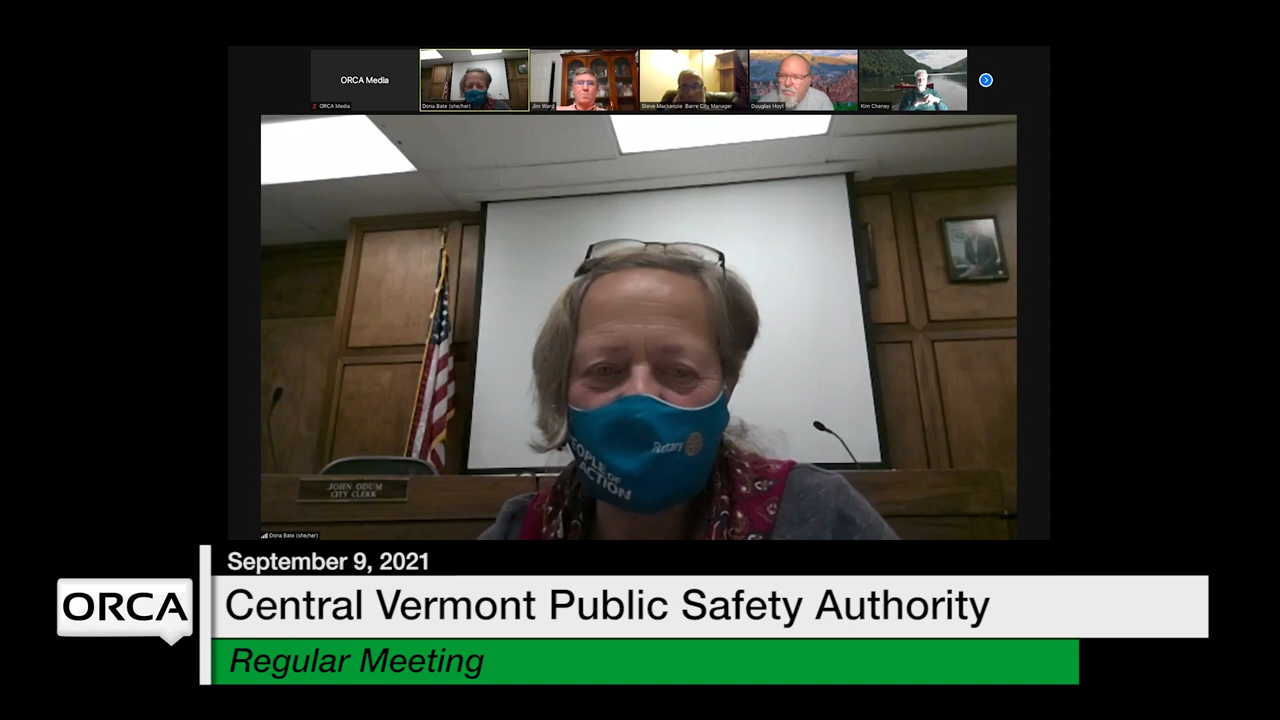 ORCA Media
ORCA Media
Dona Bate (she/her)
Jim Ward
Steve Mackenzie Barre City Manager
Douglas Hoyt
Kim Cheney
Rotary
PEOPLE OF
ACTION
JOHN ODUM
CITY CLERK
Dona Bate (she/her)
September 9, 2021
ORCA
Central Vermont Public Safety Authority
Regular Meeting